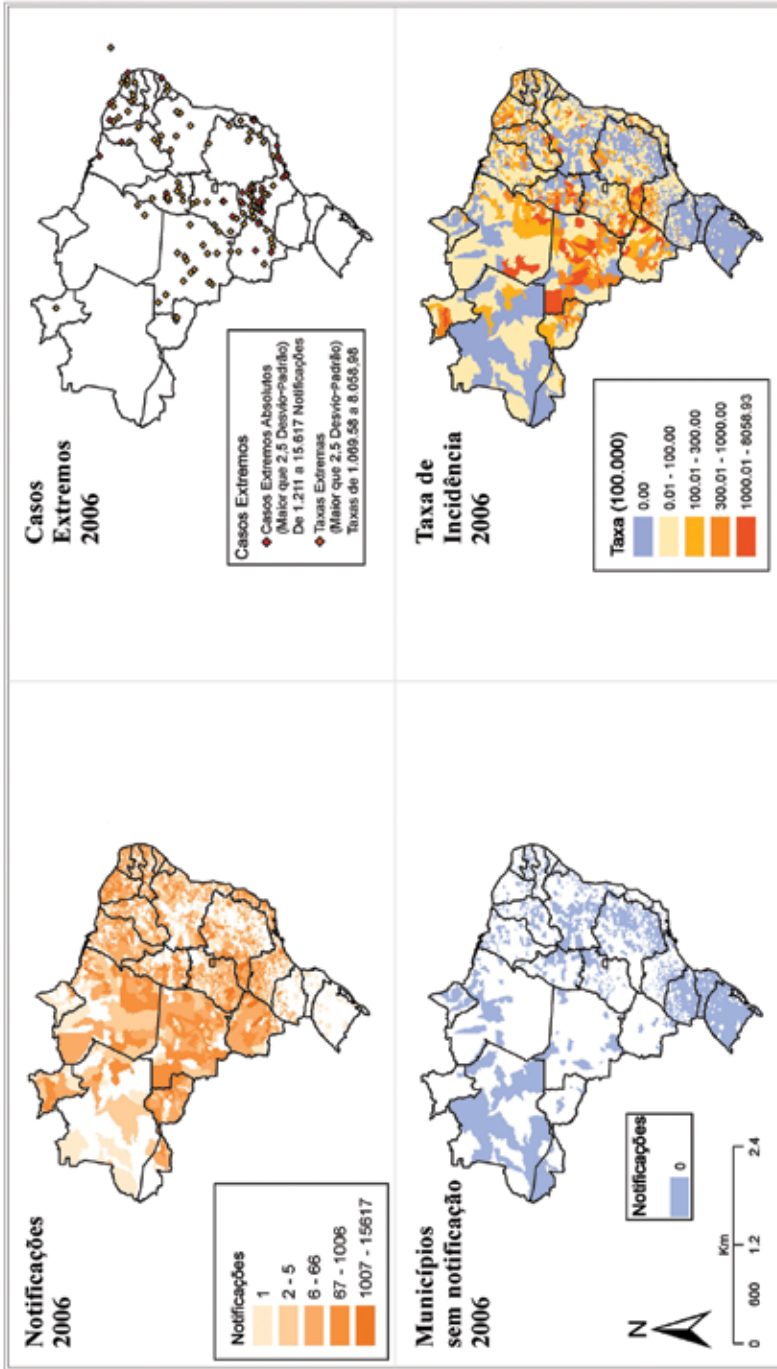 Notificações
2006
Notificações
1
2 - 5
6 - 66
67 - 1006
1007 - 15617
Casos
Extremos
2006
Casos Extremos
Casos Extremos Absolutos
(Maior que 2,5 Desvio-Padrão)
De 1.211 a 15.617 Notificações
Taxas Extremas
(Maior que 2,5 Desvio-Padrão)
Taxas de 1.069.58 a 8.058,98
Municípios
sem notificação
2006
Notificações
0
N
Km
0 600 1.2 2.4
Taxa de
Incidência
2006
Taxa (100.000)
0.00
0.01 - 100.00
100.01 - 300.00
300.01 - 1000.00
1000.01 - 8058.93